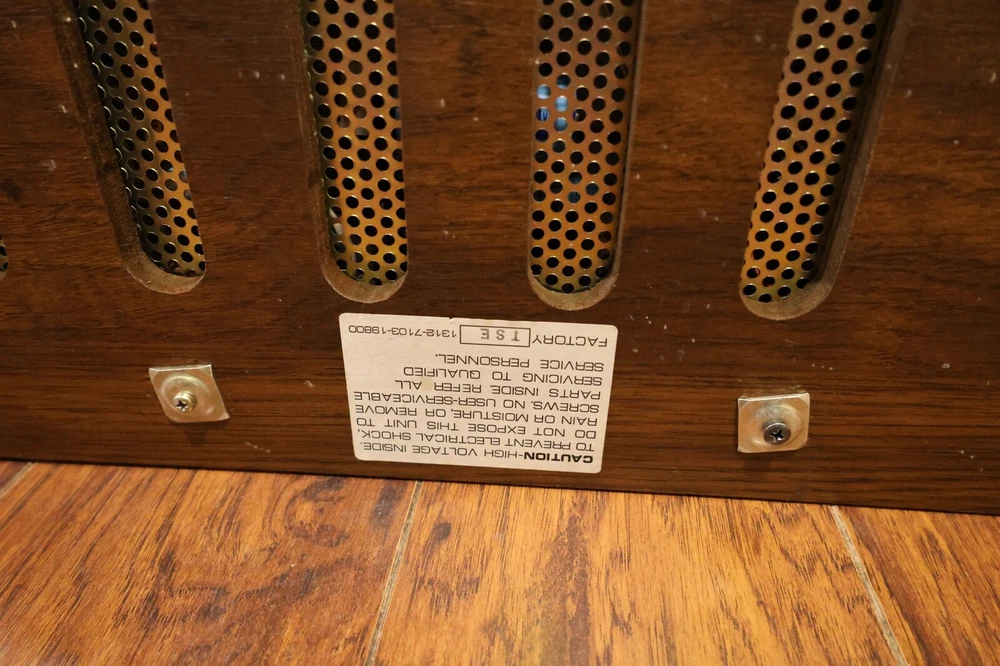 CAUTION-HIGH VOLTAGE INSIDE.
TO PREVENT ELECTRICAL SHOCK,
DO NOT EXPOSE THIS UNIT TO
RAIN OR MOISTURE, OR REMOVE
SCREWS. NO USER-SERVICEABLE
PARTS INSIDE. REFER ALL
SERVICING TO QUALIFIED
SERVICE PERSONNEL.
FACTORY TSE 1312-7103-19800